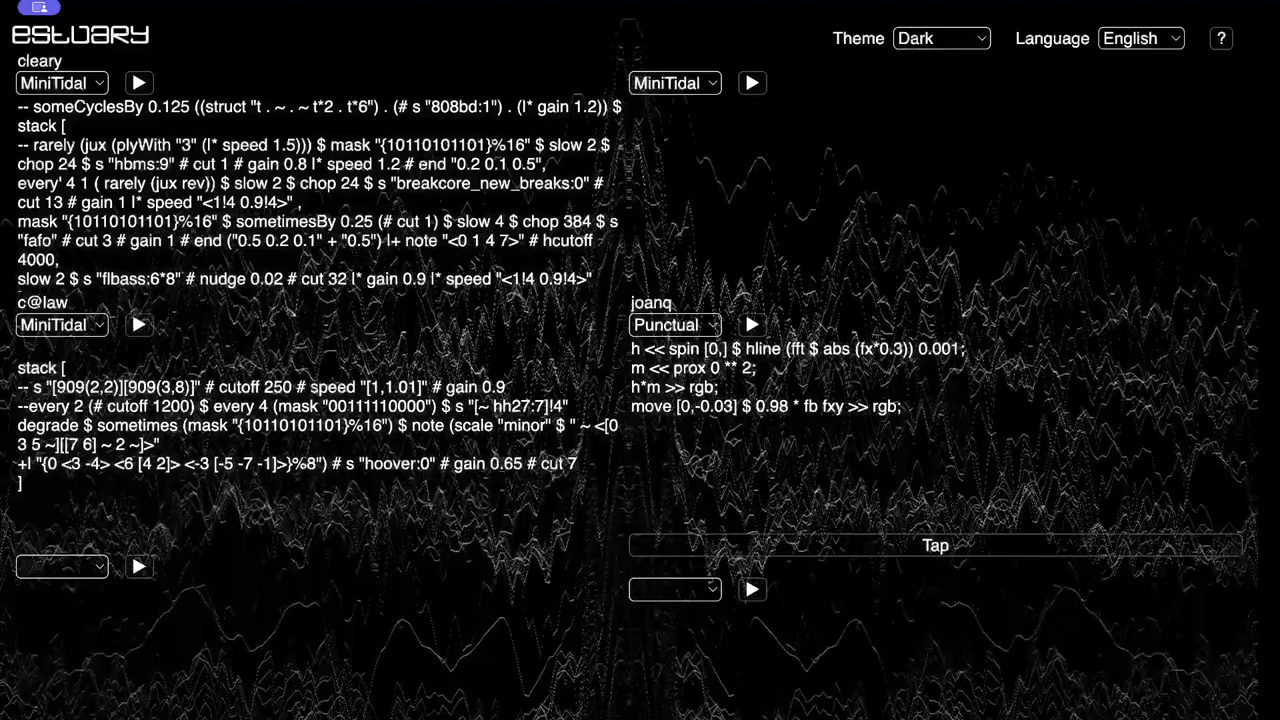 estuary
Theme Dark Language English ?
cleary
MiniTidal
-- someCyclesBy 0.125 ((struct "t . ~ . ~ t*2 . t*6") . (# s "808bd:1") . (|* gain 1.2)) $
stack [
-- rarely (jux (plyWith "3" (|* speed 1.5))) $ mask "{10110101101}%16" $ slow 2 $
chop 24 $ s "hbms:9" # cut 1 # gain 0.8 |* speed 1.2 # end "0.2 0.1 0.5",
every' 4 1 ( rarely (jux rev)) $ slow 2 $ chop 24 $ s "breakcore_new_breaks:0" #
cut 13 # gain 1 |* speed "<1!4 0.9!4>" ,
mask "{10110101101}%16" $ sometimesBy 0.25 (# cut 1) $ slow 4 $ chop 384 $ s
"fafo" # cut 3 # gain 1 # end ("0.5 0.2 0.1" + "0.5") |+ note "<0 1 4 7>" # hcutoff
4000,
slow 2 $ s "flbass:6*8" # nudge 0.02 # cut 32 |* gain 0.9 |* speed "<1!4 0.9!4>"
MiniTidal
c@law
MiniTidal
stack [
-- s "[909(2,2)][909(3,8)]" # cutoff 250 # speed "[1,1.01]" # gain 0.9
--every 2 (# cutoff 1200) $ every 4 (mask "00111110000") $ s "[~ hh27:7]!4"
degrade $ sometimes (mask "{10110101101}%16") $ note (scale "minor" $ " ~ <[0
3 5 ~][[7 6] ~ 2 ~]>"
+| "{0 <3 -4> <6 [4 2]> <-3 [-5 -7 -1]>}%8") # s "hoover:0" # gain 0.65 # cut 7
]
joanq
Punctual
h << spin [0,] $ hline (fft $ abs (fx*0.3)) 0.001;
m << prox 0 ** 2;
h*m >> rgb;
move [0,-0.03] $ 0.98 * fb fxy >> rgb;
Tap